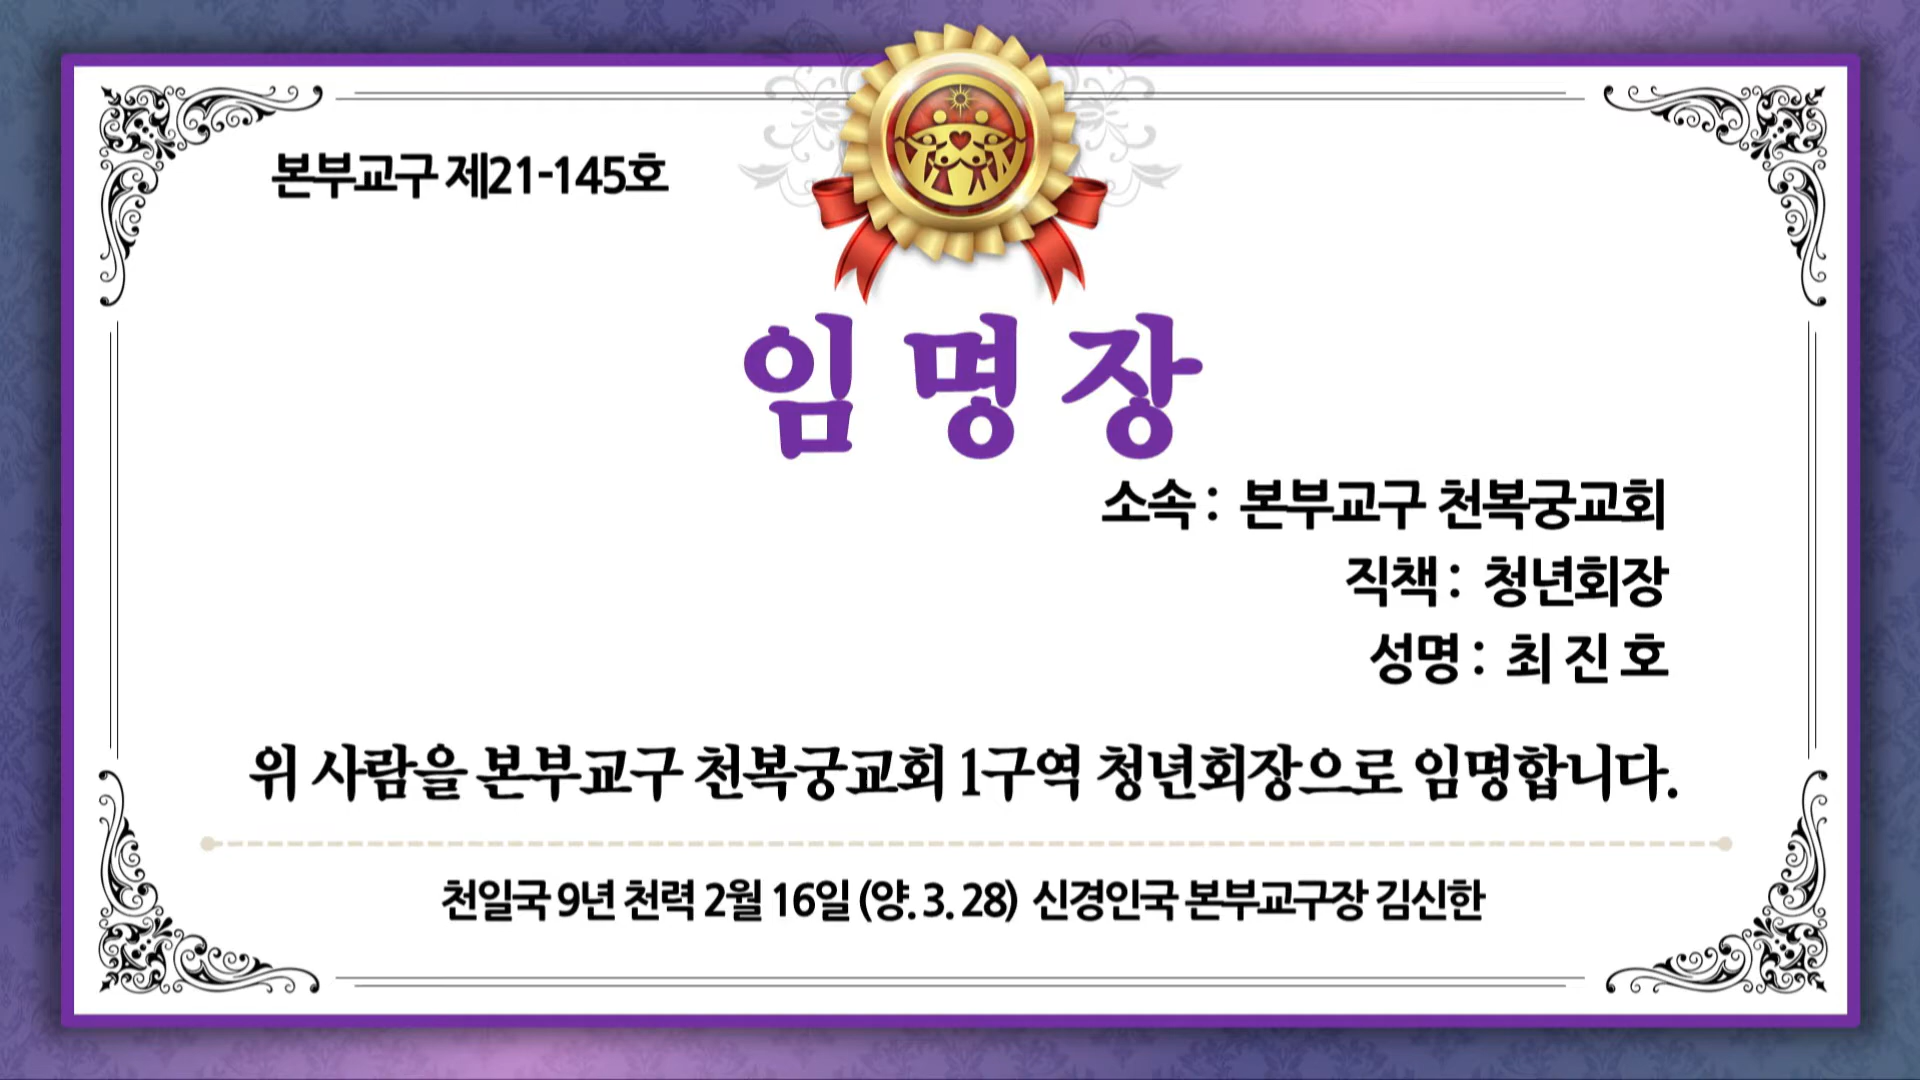 본부교구 제21-145호
임명장
소속 : 본부교구 천복궁교회
직책 : 청년회장
성명 : 최 진 호
위 사람을 본부교구 천복궁교회 1구역 청년회장으로 임명합니다.
천일국 9년 천력 2월 16일 (양. 3. 28) 신경인국 본부교구장 김신한